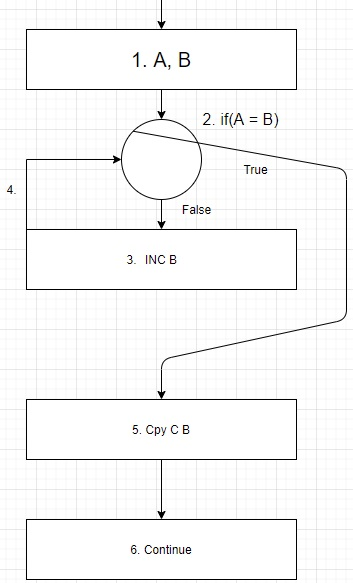 1. A, B
2. if(A = B)
True
4.
False
3. INC B
5. Cpy C B
6. Continue